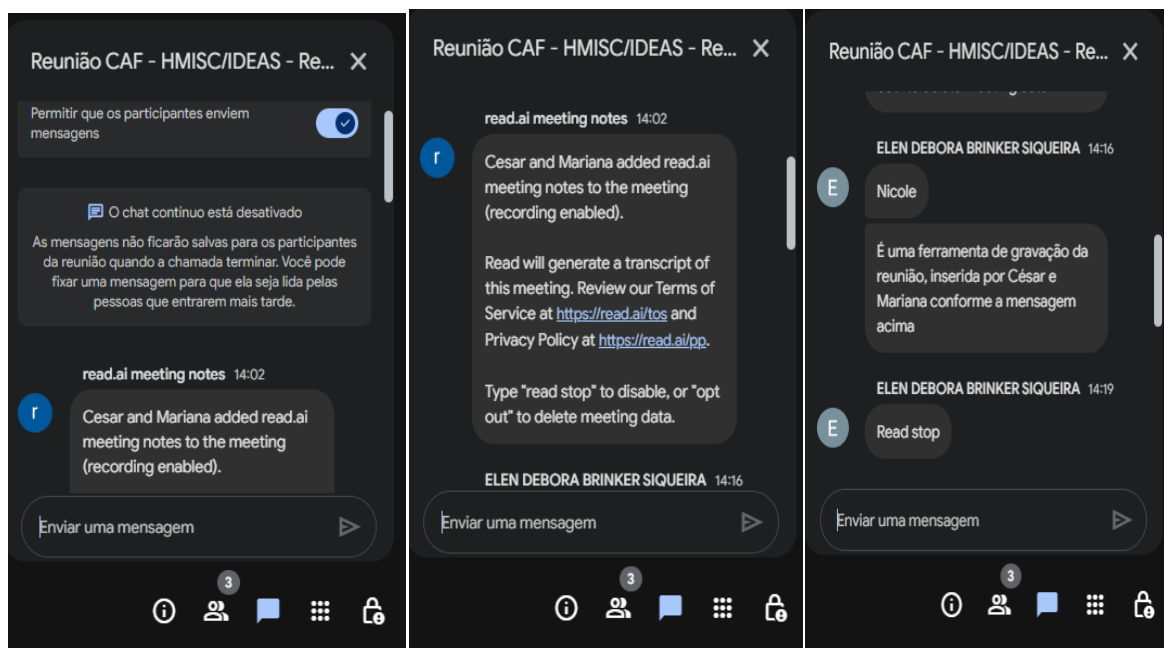 Reunião CAF - HMISC/IDEAS - Re...
Permitir que os participantes enviem
mensagens
O chat contínuo está desativado
As mensagens não ficarão salvas para os participantes
da reunião quando a chamada terminar. Você pode
fixar uma mensagem para que ela seja lida pelas
pessoas que entrarem mais tarde.
read.ai meeting notes 14:02
r
Cesar and Mariana added read.ai
meeting notes to the meeting
(recording enabled).
Enviar uma mensagem
3
Reunião CAF - HMISC/IDEAS - Re...
read.ai meeting notes 14:02
r
Cesar and Mariana added read.ai
meeting notes to the meeting
(recording enabled).
Read will generate a transcript of
this meeting. Review our Terms of
Service at https://read.ai/tos and
Privacy Policy at https://read.ai/pp.
Type "read stop" to disable, or "opt
out" to delete meeting data.
ELEN DEBORA BRINKER SIQUEIRA 14:16
Enviar uma mensagem
3
Reunião CAF - HMISC/IDEAS - Re...
ELEN DEBORA BRINKER SIQUEIRA 14:16
E
Nicole
É uma ferramenta de gravação da
reunião, inserida por César e
Mariana conforme a mensagem
acima
ELEN DEBORA BRINKER SIQUEIRA 14:19
E
Read stop
Enviar uma mensagem
3